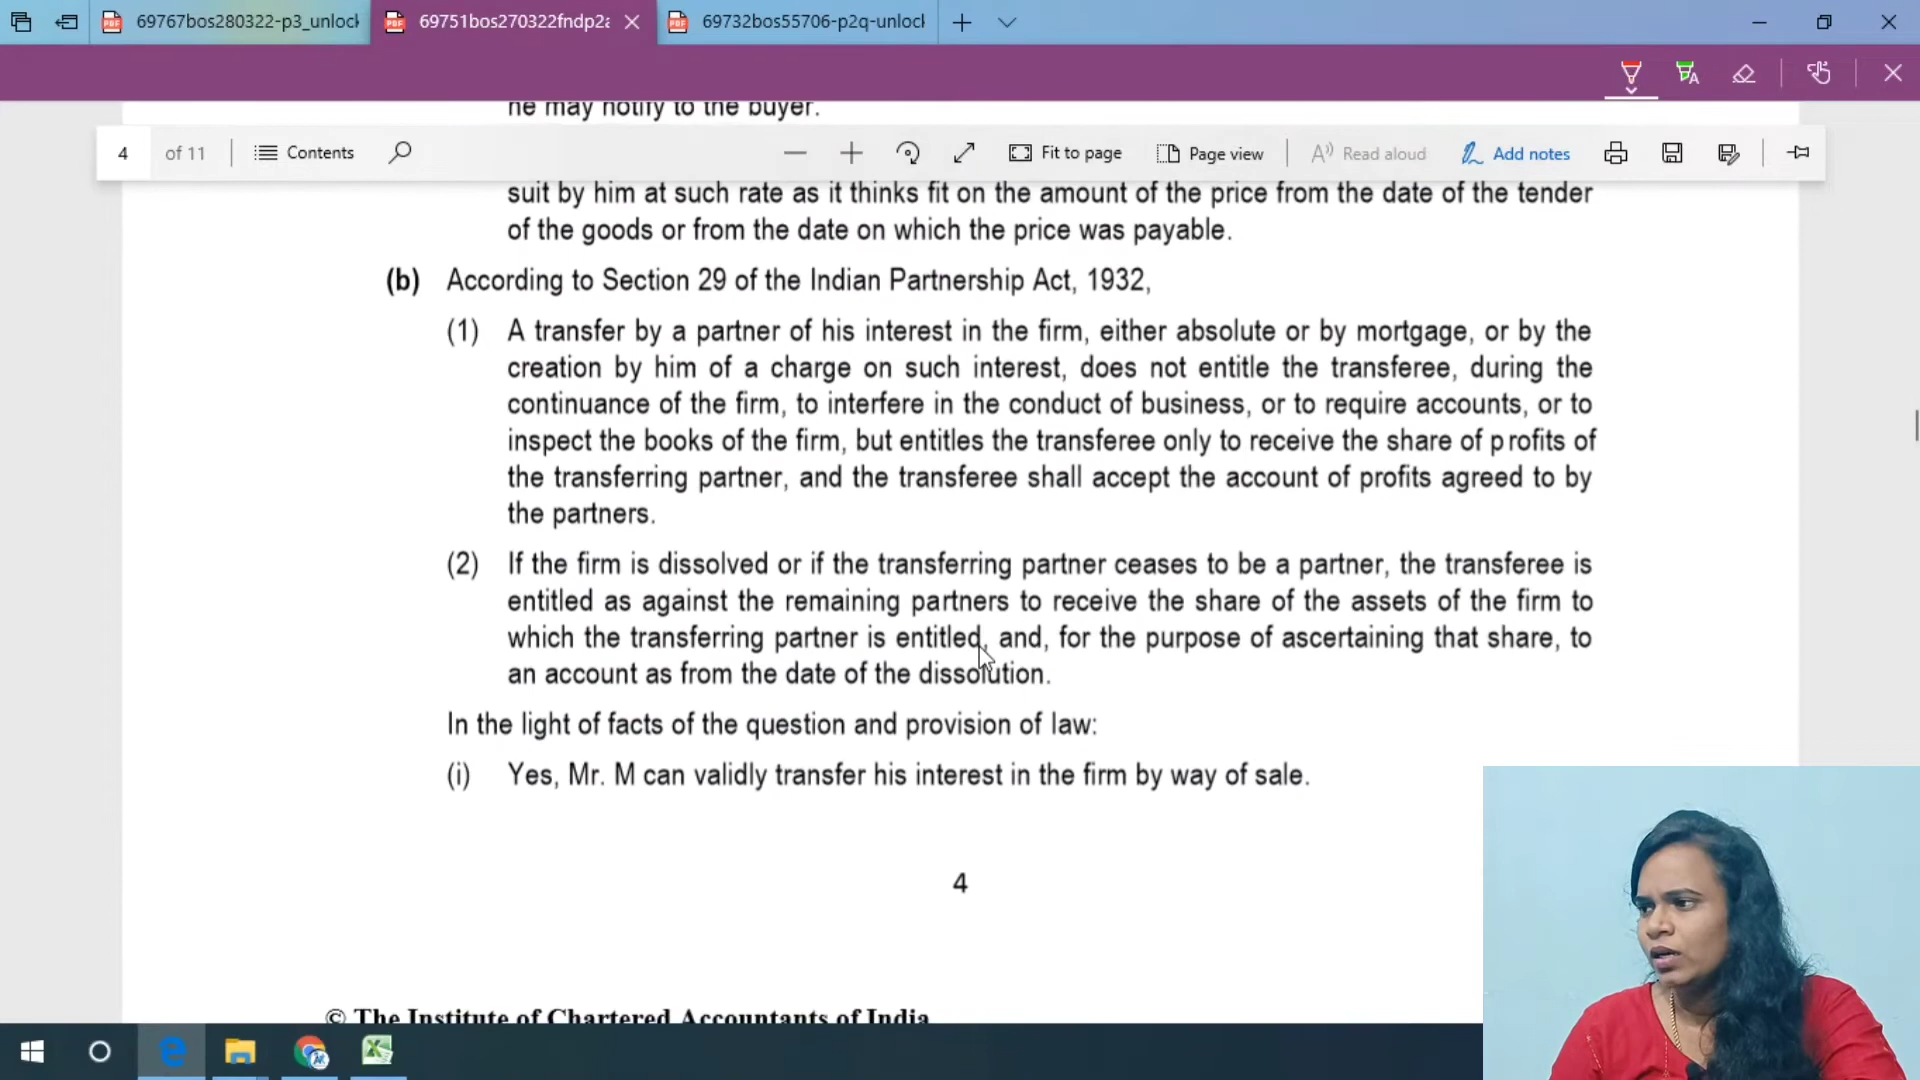 69767bos280322-p3_unlock
69751bos270322fndp2a
69732bos55706-p2q-unlock
he may notify to the buyer.
4 of 11 Contents Fit to page Page view Read aloud Add notes
suit by him at such rate as it thinks fit on the amount of the price from the date of the tender
of the goods or from the date on which the price was payable.
(b) According to Section 29 of the Indian Partnership Act, 1932,
(1) A transfer by a partner of his interest in the firm, either absolute or by mortgage, or by the
creation by him of a charge on such interest, does not entitle the transferee, during the
continuance of the firm, to interfere in the conduct of business, or to require accounts, or to
inspect the books of the firm, but entitles the transferee only to receive the share of profits of
the transferring partner, and the transferee shall accept the account of profits agreed to by
the partners.
(2) If the firm is dissolved or if the transferring partner ceases to be a partner, the transferee is
entitled as against the remaining partners to receive the share of the assets of the firm to
which the transferring partner is entitled, and, for the purpose of ascertaining that share, to
an account as from the date of the dissolution.
In the light of facts of the question and provision of law:
(i) Yes, Mr. M can validly transfer his interest in the firm by way of sale.
4
© The Institute of Chartered Accountants of India